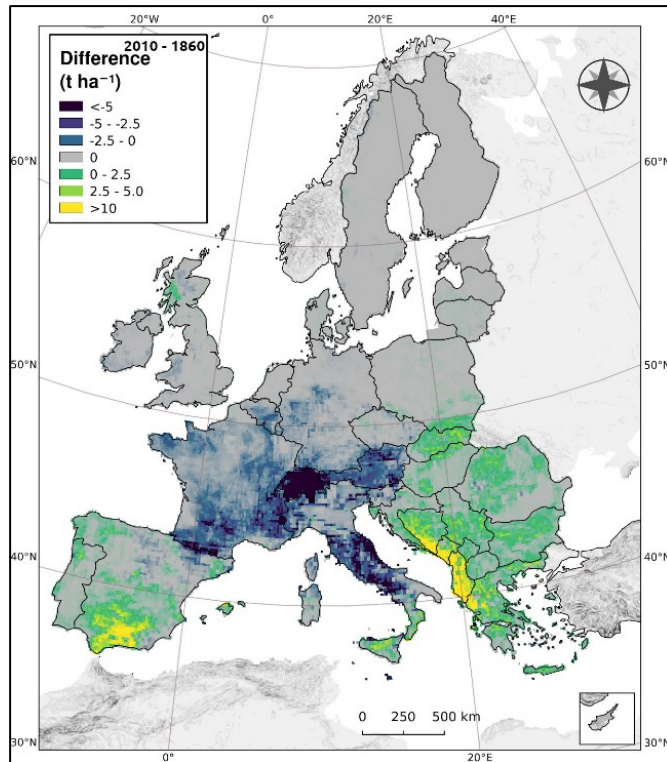 20°W 0° 20°E 40°E
2010 - 1860
Difference
(t ha⁻¹)
<-5
-5 - -2.5
-2.5 - 0
0
0 - 2.5
2.5 - 5.0
>10
60°N 60°N
50°N 50°N
40°N 40°N
0 250 500 km
30°N 30°N
0° 20°E